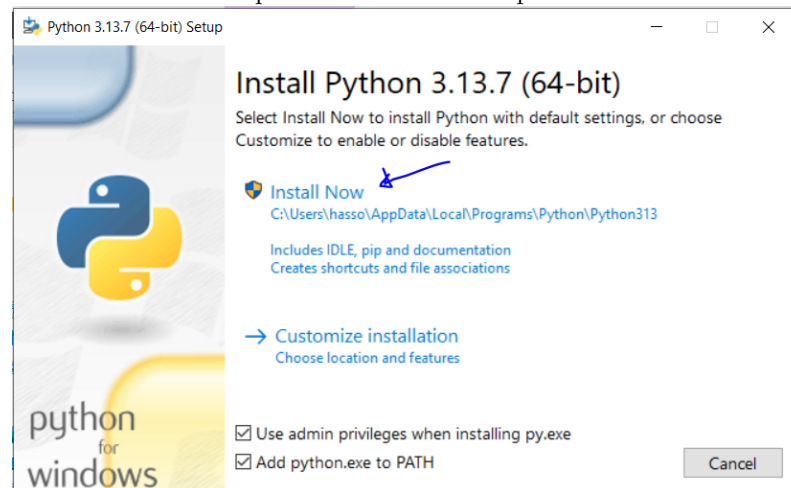 Python 3.13.7 (64-bit) Setup
Install Python 3.13.7 (64-bit)
Select Install Now to install Python with default settings, or choose
Customize to enable or disable features.
Install Now
C:\Users\hasso\AppData\Local\Programs\Python\Python313
Includes IDLE, pip and documentation
Creates shortcuts and file associations
Customize installation
Choose location and features
python
for
windows
Use admin privileges when installing py.exe
Add python.exe to PATH
Cancel